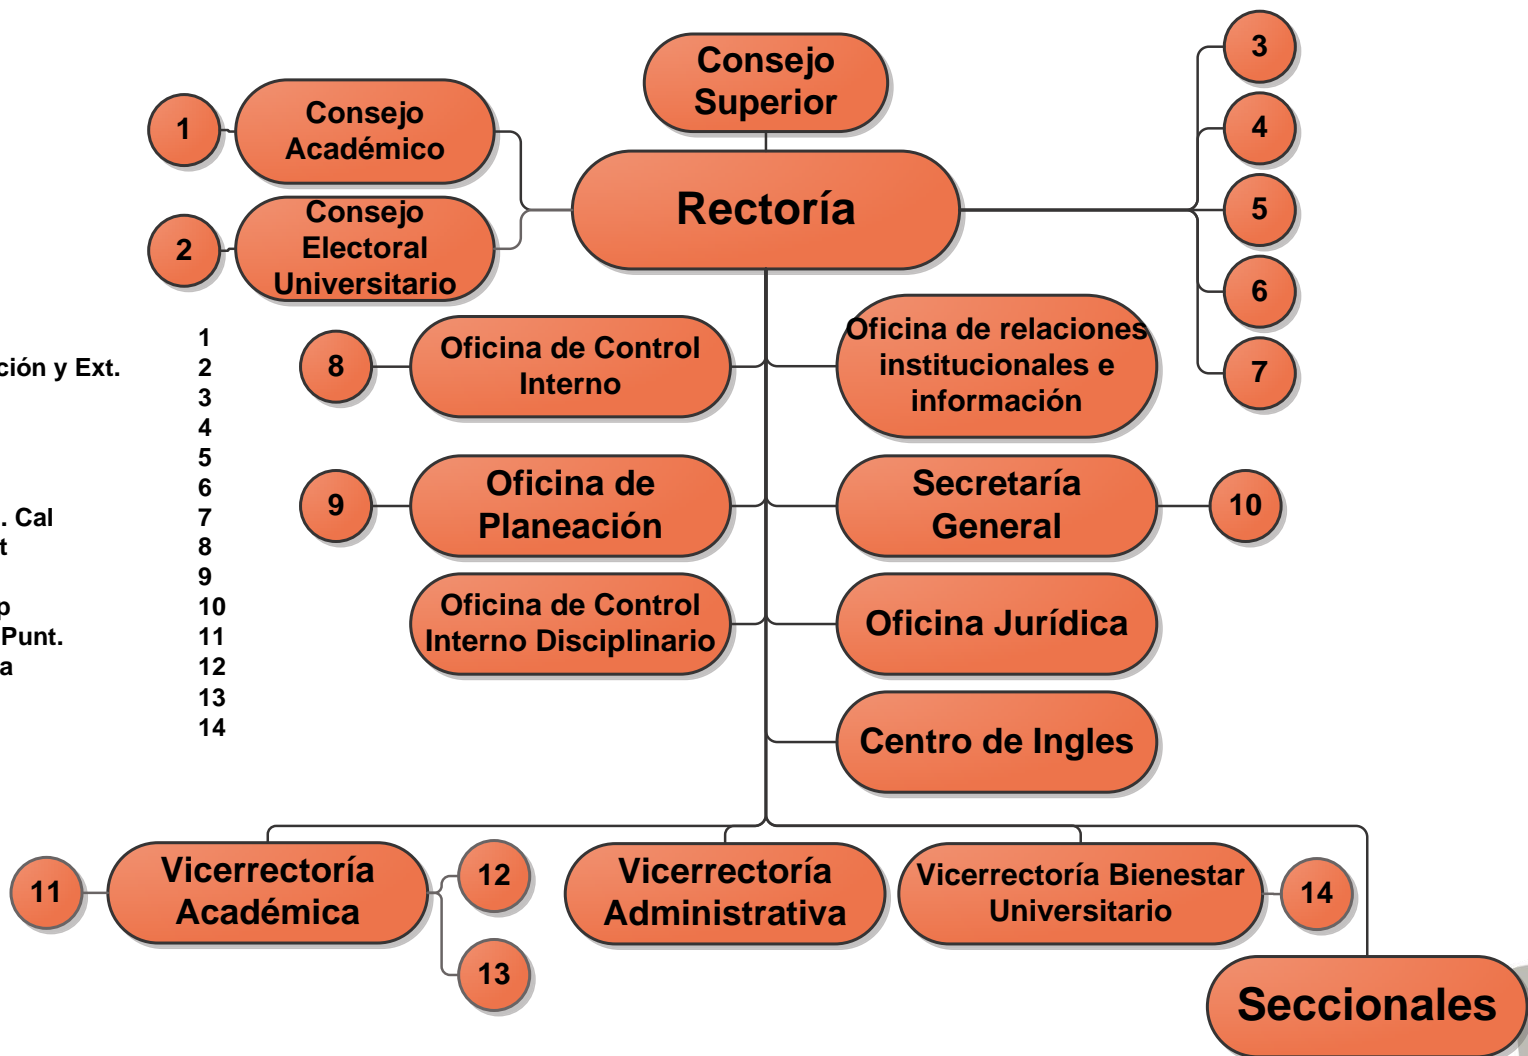 Consejo
Superior
3
1
Consejo
Académico
4
Rectoría
5
2
Consejo
Electoral
Universitario
6
7
8
Oficina de Control
Interno
Oficina de relaciones
institucionales e
información
9
Oficina de
Planeación
Secretaría
General
10
Oficina de Control
Interno Disciplinario
Oficina Jurídica
Centro de Ingles
1
ción y Ext. 2
3
4
5
6
. Cal 7
t 8
9
p 10
Punt. 11
a 12
13
14
11
Vicerrectoría
Académica
12
13
Vicerrectoría
Administrativa
Vicerrectoría Bienestar
Universitario
14
Seccionales